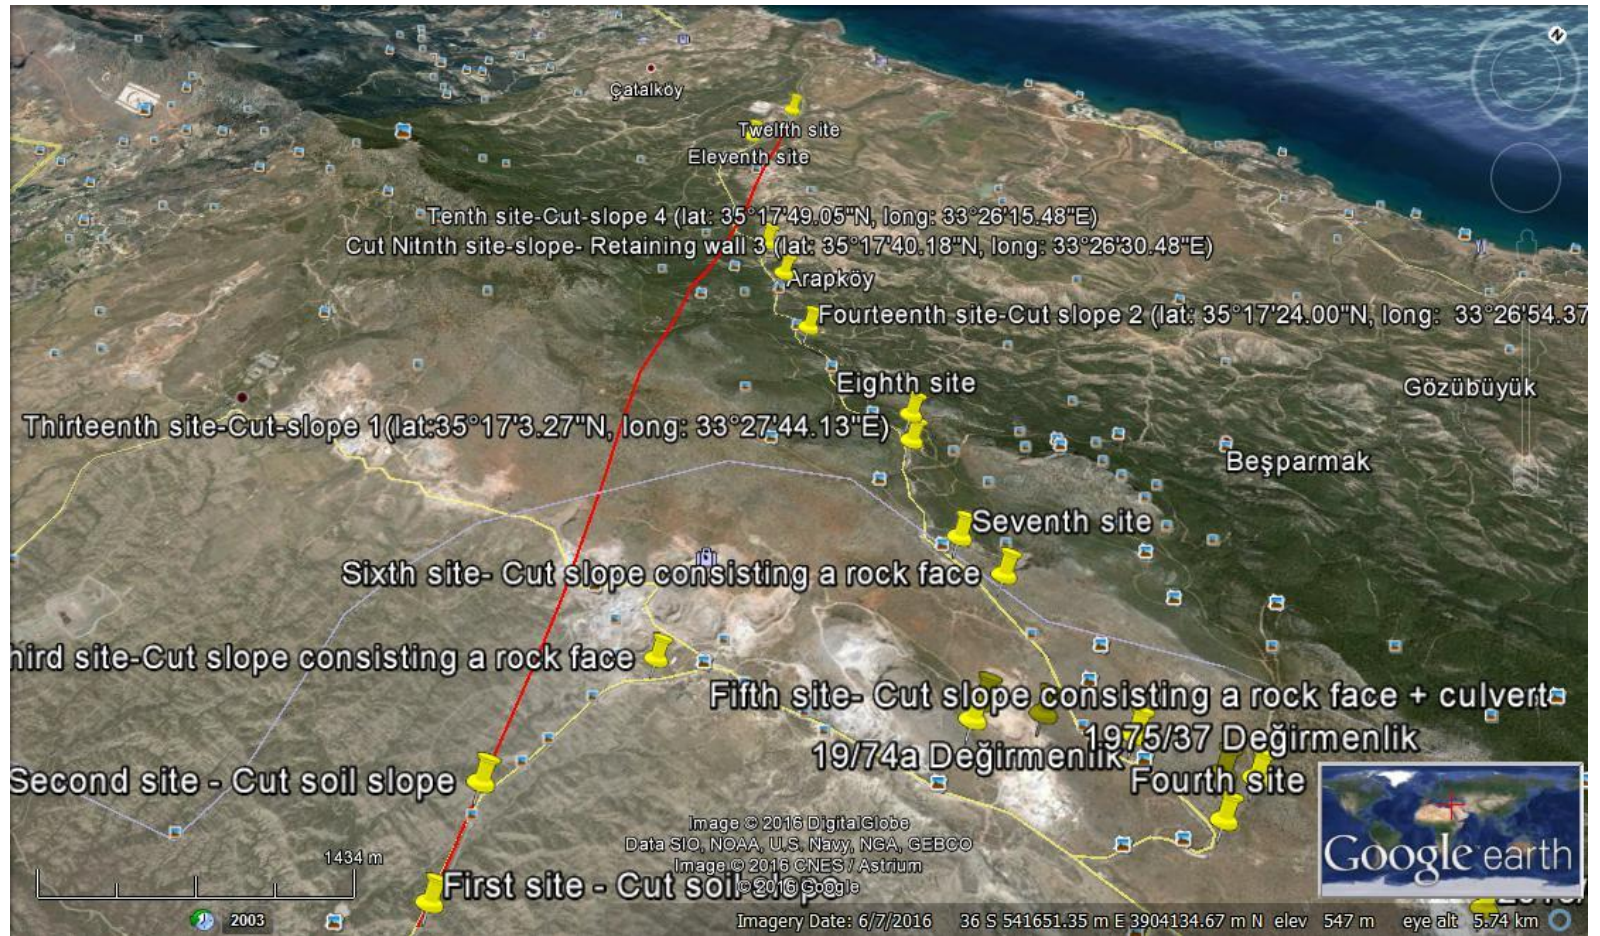 N
Çatalköy
Twelfth site
Eleventh site
Tenth site-Cut-slope 4 (lat: 35°17'49.05"N, long: 33°26'15.48"E)
Cut Nitnth site-slope- Retaining wall 3 (lat: 35°17'40.18"N, long: 33°26'30.48"E)
Arapköy
Fourteenth site-Cut slope 2 (lat: 35°17'24.00"N, long: 33°26'54.37
Eighth site
Gözübüyük
Thirteenth site-Cut-slope 1(lat:35°17'3.27"N, long: 33°27'44.13"E)
Beşparmak
Seventh site
Sixth site- Cut slope consisting a rock face
hird site-Cut slope consisting a rock face
Fifth site- Cut slope consisting a rock face + culvert
1975/37 Değirmenlik
19/74a Değirmenlik
Second site - Cut soil slope
Fourth site
Image © 2016 DigitalGlobe
Data SIO, NOAA, U.S. Navy, NGA, GEBCO
Image © 2016 CNES / Astrium
© 2016 Google
Google earth
1434 m
First site - Cut soil slope
2003
Imagery Date: 6/7/2016 36 S 541651.35 m E 3904134.67 m N elev 547 m eye alt 5.74 km